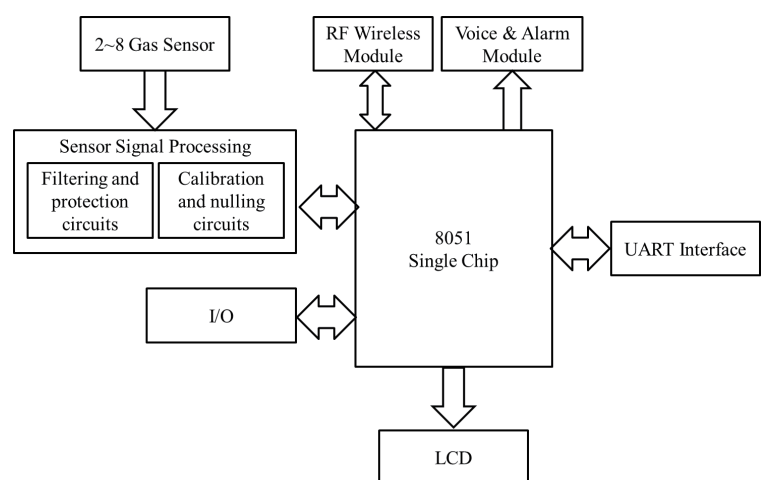 2~8 Gas Sensor
RF Wireless
Module
Voice & Alarm
Module
Sensor Signal Processing
Filtering and
protection
circuits
Calibration
and nulling
circuits
8051
Single Chip
UART Interface
I/O
LCD